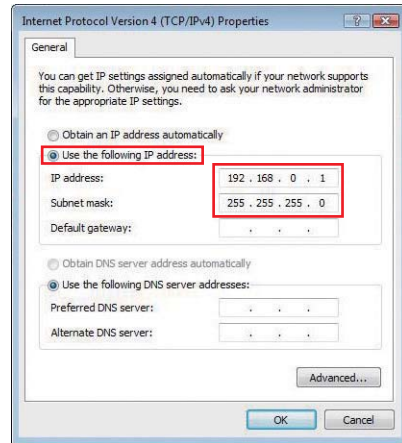 Internet Protocol Version 4 (TCP/IPv4) Properties
General
You can get IP settings assigned automatically if your network supports
this capability. Otherwise, you need to ask your network administrator
for the appropriate IP settings.
Obtain an IP address automatically
Use the following IP address:
IP address: 192 . 168 . 0 . 1
Subnet mask: 255 . 255 . 255 . 0
Default gateway: . . .
Obtain DNS server address automatically
Use the following DNS server addresses:
Preferred DNS server: . . .
Alternate DNS server: . . .
Advanced...
OK Cancel